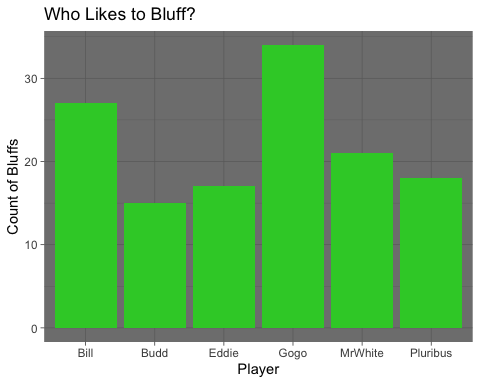 Who Likes to Bluff?
Count of Bluffs
30
20
10
0
Bill Budd Eddie Gogo MrWhite Pluribus
Player